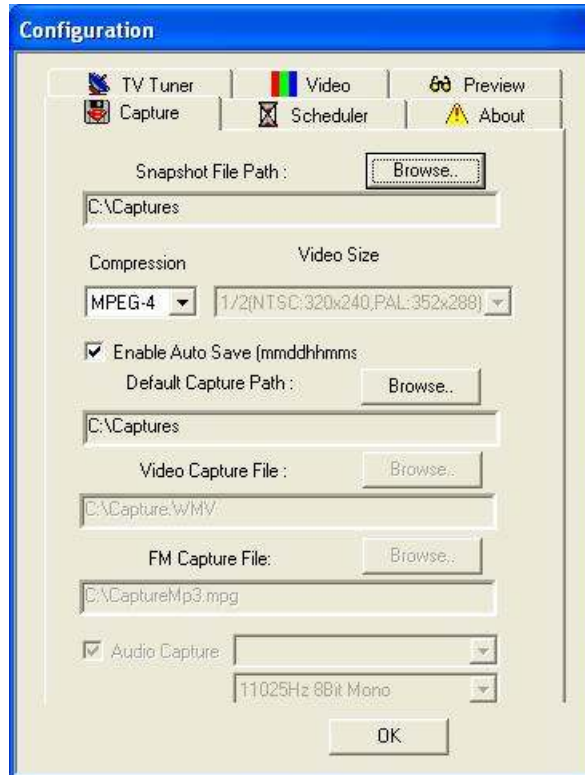 Configuration
TV Tuner Video Preview
Capture Scheduler About
Snapshot File Path : Browse..
C:\Captures
Compression Video Size
MPEG-4 1/2(NTSC:320x240,PAL:352x288)
Enable Auto Save (mmddhhmms
Default Capture Path : Browse..
C:\Captures
Video Capture File : Browse..
C:\Capture.WMV
FM Capture File: Browse..
C:\CaptureMp3.mpg
Audio Capture
11025Hz 8Bit Mono
OK